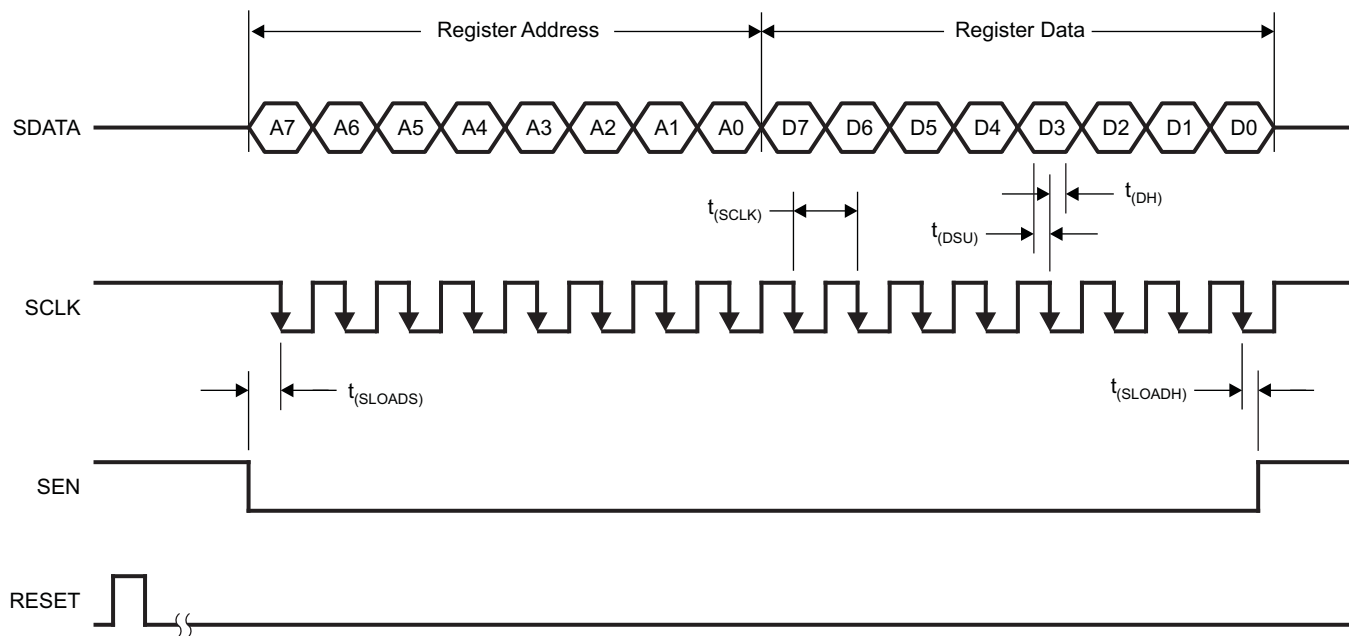 Register Address Register Data
SDATA A7 A6 A5 A4 A3 A2 A1 A0 D7 D6 D5 D4 D3 D2 D1 D0
t(DH)
t(SCLK)
t(DSU)
SCLK
t(SLOADS) t(SLOADH)
SEN
RESET